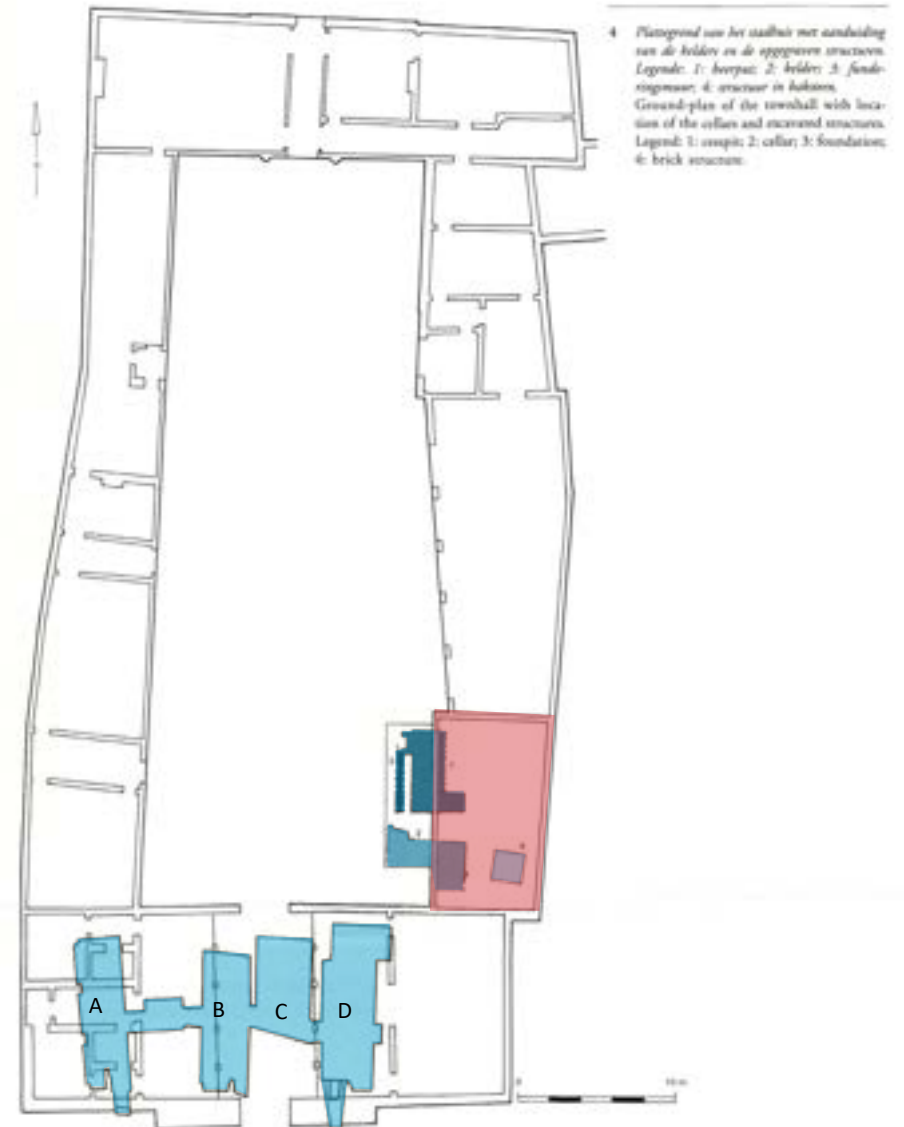 4 Plattegrond van het stadhuis met aanduiding
van de kelders en de opgegraven structuren.
Legende: 1: beerput; 2: kelder; 3: funde-
ringsmuur; 4: structuur in baksteen.
Ground-plan of the townhall with loca-
tion of the cellars and excavated structures.
Legend: 1: cesspit; 2: cellar; 3: foundation;
4: brick structure.
A
B
C
D
0
10 m